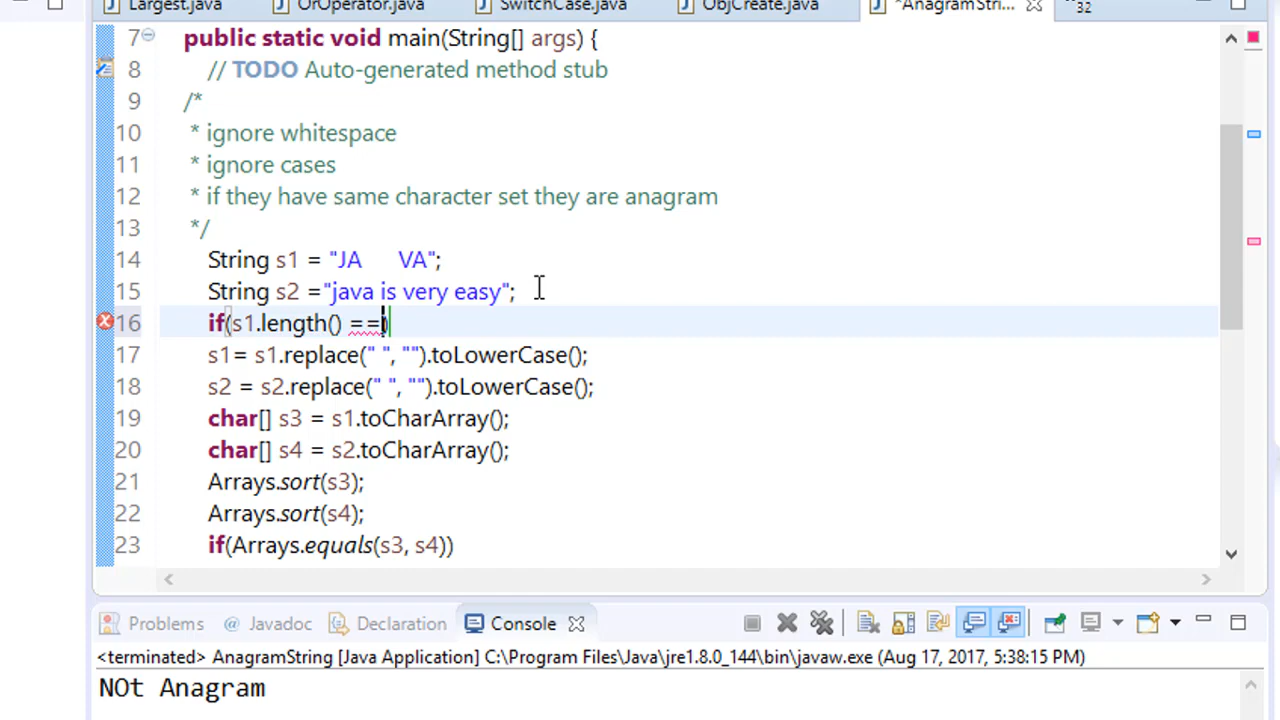 Largest.java OrOperator.java SwitchCase.java ObjCreate.java *AnagramStri... 32
7 public static void main(String[] args) {
8 // TODO Auto-generated method stub
9 /*
10 * ignore whitespace
11 * ignore cases
12 * if they have same character set they are anagram
13 */
14 String s1 = "JA    VA";
15 String s2 ="java is very easy";
16 if(s1.length() ==)
17 s1= s1.replace(" ", "").toLowerCase();
18 s2 = s2.replace(" ", "").toLowerCase();
19 char[] s3 = s1.toCharArray();
20 char[] s4 = s2.toCharArray();
21 Arrays.sort(s3);
22 Arrays.sort(s4);
23 if(Arrays.equals(s3, s4))
Problems @ Javadoc Declaration Console
<terminated> AnagramString [Java Application] C:\Program Files\Java\jre1.8.0_144\bin\javaw.exe (Aug 17, 2017, 5:38:15 PM)
NOt Anagram